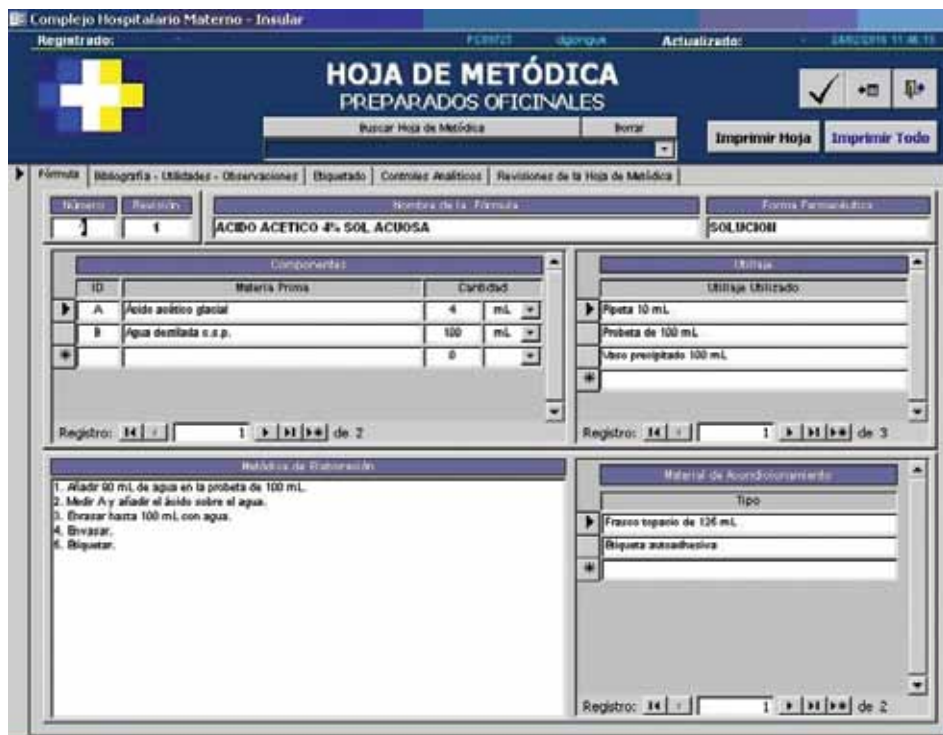 Complejo Hospitalario Materno - Insular
Registrado: Actualizado:
HOJA DE METÓDICA
PREPARADOS OFICINALES
Buscar Hoja de Metódica Borrar
Imprimir Hoja Imprimir Todo
Fórmula Bibliografía - Utilidades - Observaciones Etiquetado Controles Analíticos Revisiones de la Hoja de Metódica
Número Revisión Nombre de la Fórmula Forma Farmacéutica
1 1 ACIDO ACETICO 4% SOL ACUOSA SOLUCION
Componentes
ID Materia Prima Cantidad
A Ácido acético glacial 4 mL
B Agua destilada c.s.p. 100 mL
0
Registro: 1 de 2
Utillaje
Utillaje Utilizado
Pipeta 10 mL
Probeta de 100 mL
Vaso precipitado 100 mL
Registro: 1 de 3
Metódica de Elaboración
1. Añadir 90 mL de agua en la probeta de 100 mL.
2. Medir A y añadir el ácido sobre el agua.
3. Enrasar hasta 100 mL con agua.
4. Envasar.
5. Etiquetar.
Material de Acondicionamiento
Tipo
Frasco topacio de 125 mL
Etiqueta autoadhesiva
Registro: 1 de 2